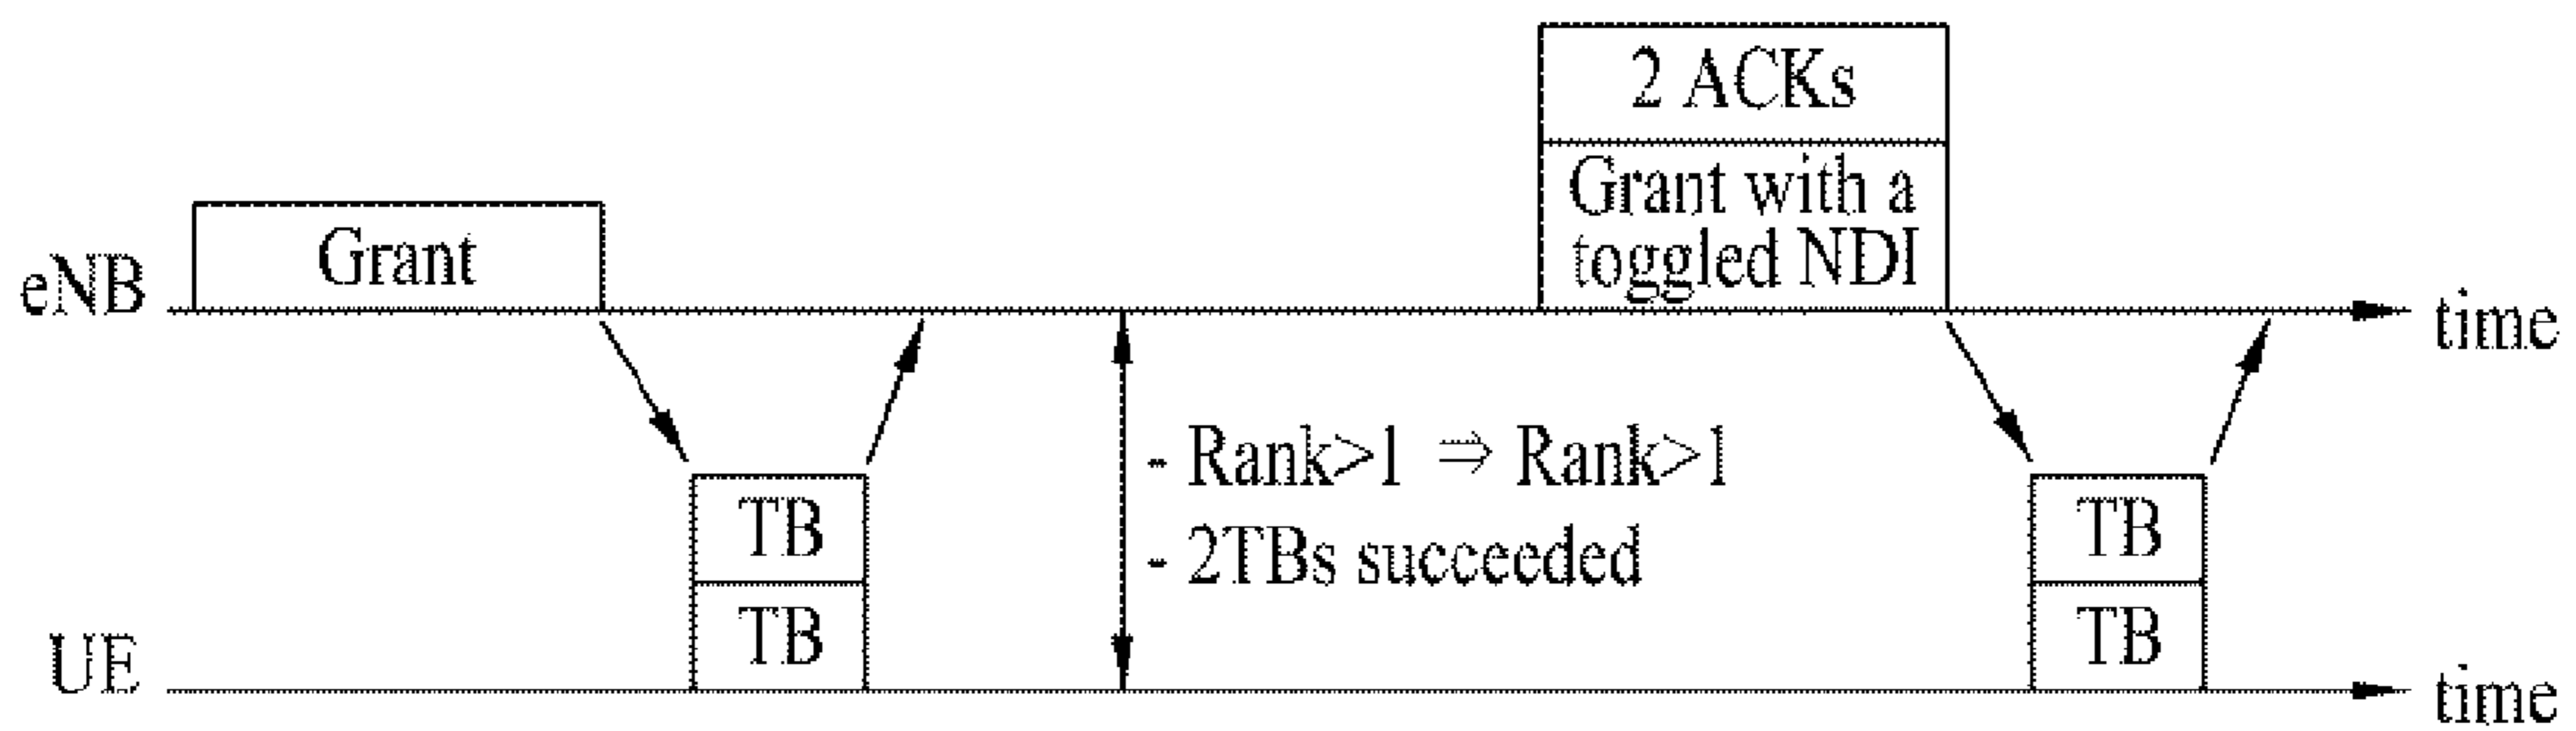 2 ACKs
Grant with a
toggled NDI
Grant
eNB
time
- Rank>1 ⇒ Rank>1
- 2TBs succeeded
TB
TB
TB
TB
UE
time